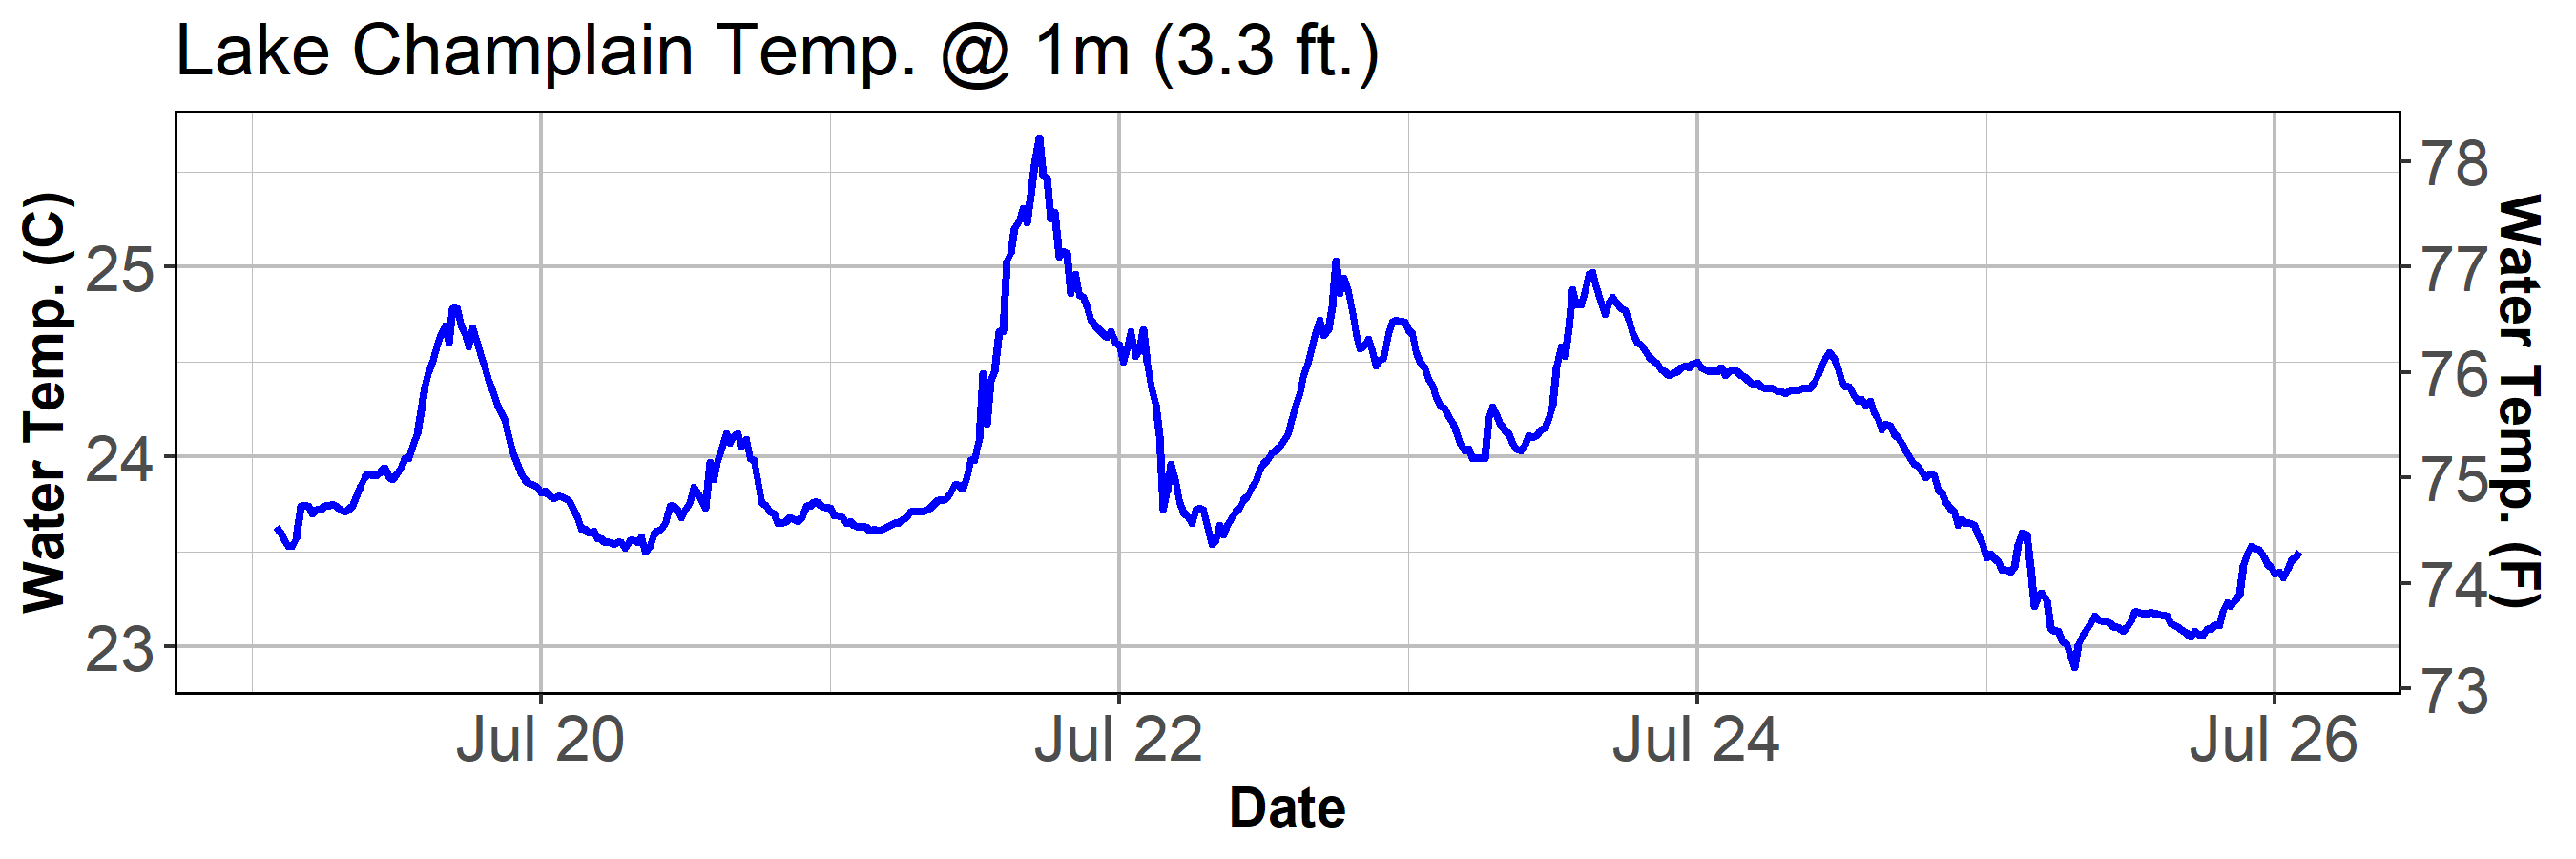 Lake Champlain Temp. @ 1m (3.3 ft.)
Water Temp. (C)
25
24
23
78
77
76
75
74
73
Water Temp. (F)
Jul 20 Jul 22 Jul 24 Jul 26
Date